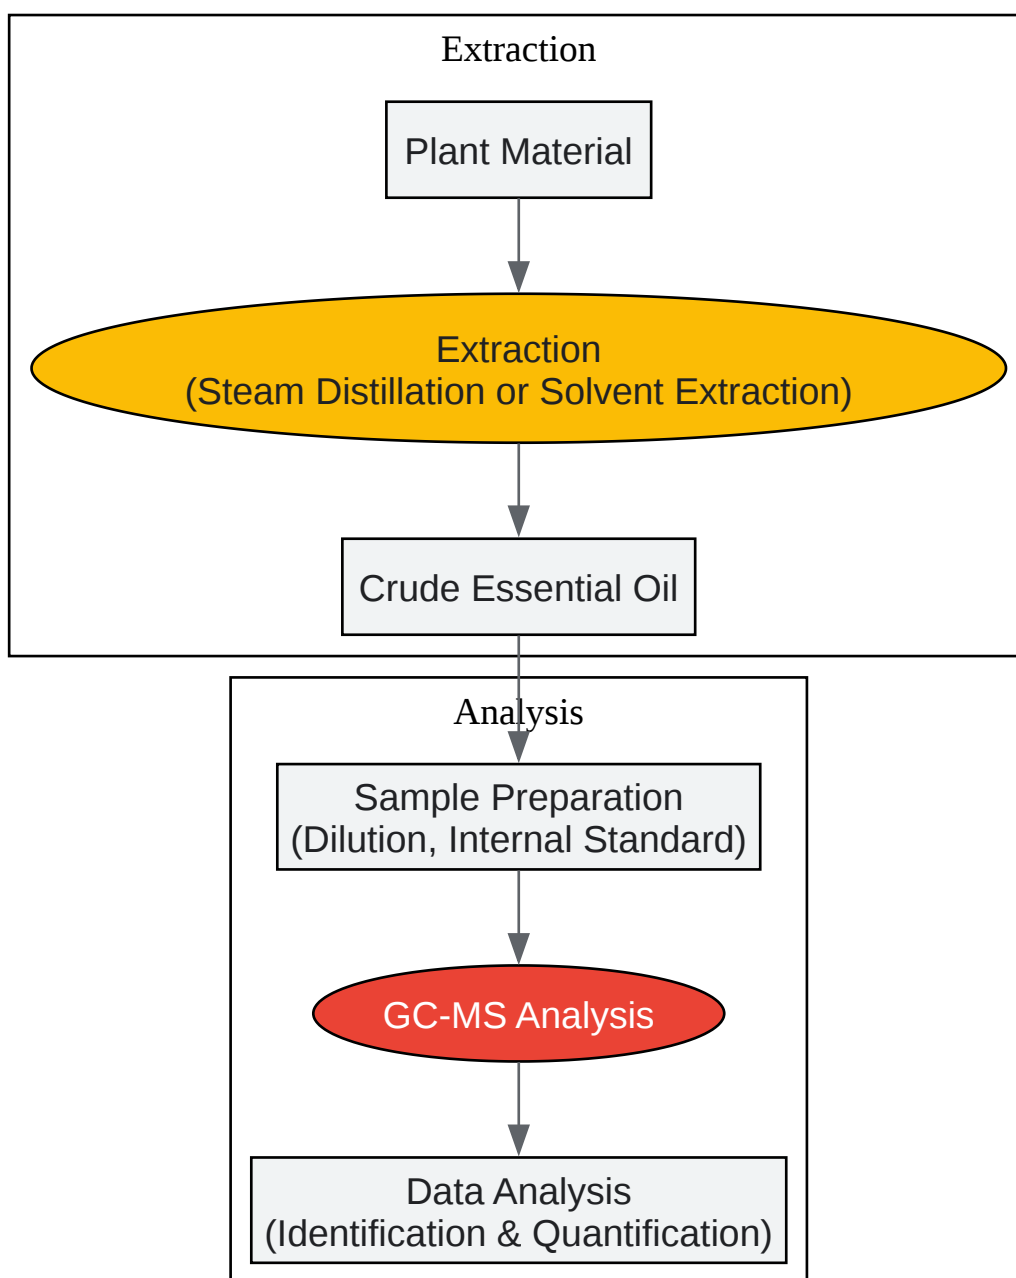 Extraction
Plant Material
Extraction
(Steam Distillation or Solvent Extraction)
Crude Essential Oil
Analysis
Sample Preparation
(Dilution, Internal Standard)
GC-MS Analysis
Data Analysis
(Identification & Quantification)